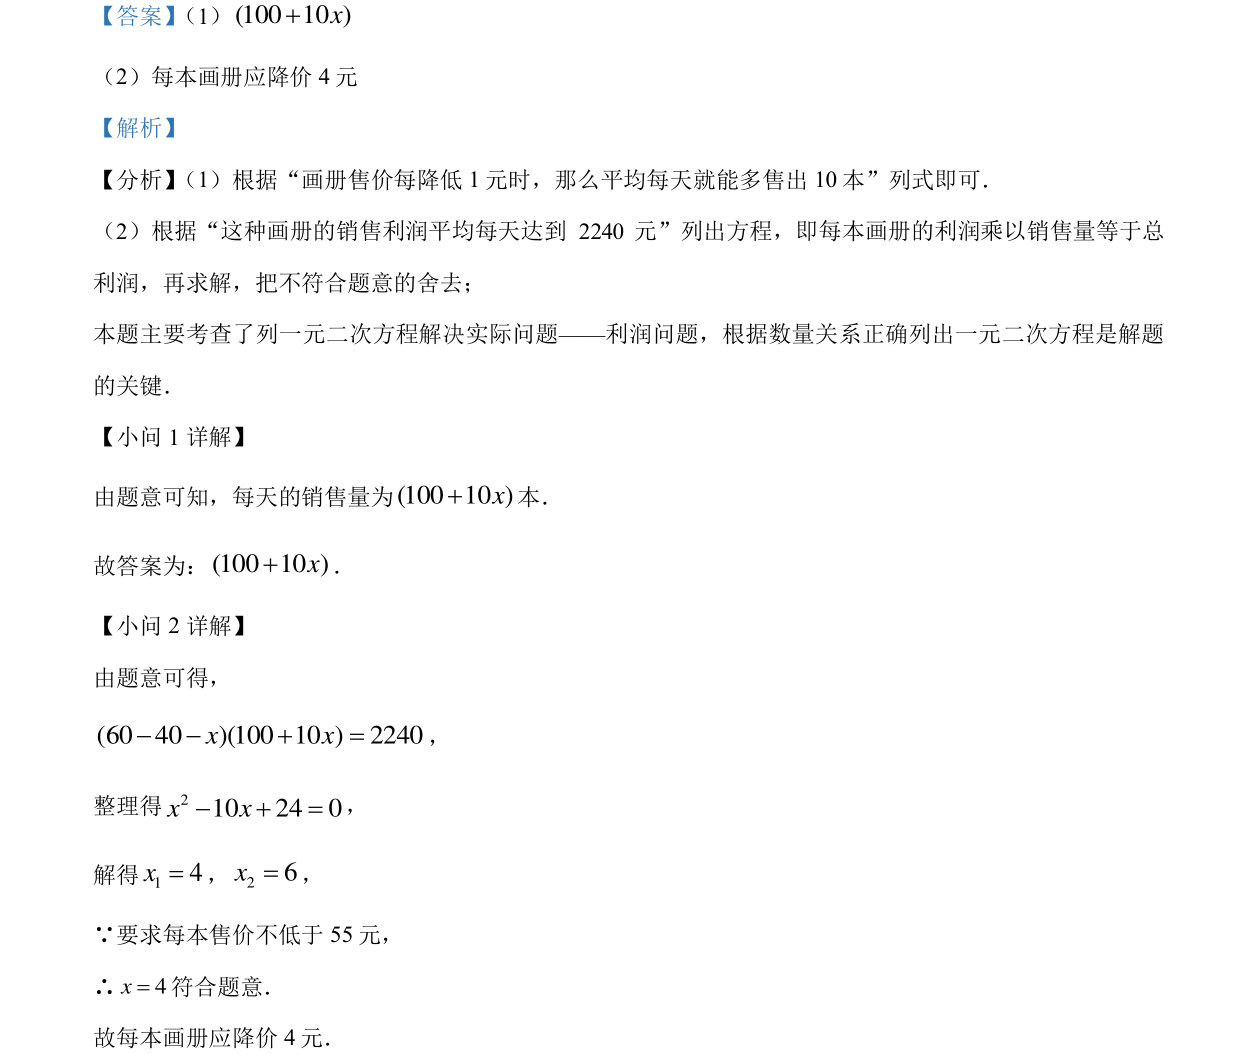 【答案】（1）(100+10x)
（2）每本画册应降价 4 元
【解析】
【分析】（1）根据“画册售价每降低 1 元时，那么平均每天就能多售出 10 本”列式即可．
（2）根据“这种画册的销售利润平均每天达到 2240 元”列出方程，即每本画册的利润乘以销售量等于总
利润，再求解，把不符合题意的舍去；
本题主要考查了列一元二次方程解决实际问题——利润问题，根据数量关系正确列出一元二次方程是解题
的关键．
【小问 1 详解】
由题意可知，每天的销售量为(100+10x)本．
故答案为：(100+10x)．
【小问 2 详解】
由题意可得，
(60−40−x)(100+10x)=2240，
整理得 x²−10x+24=0，
解得 x₁=4，x₂=6，
∵要求每本售价不低于 55 元，
∴ x=4 符合题意．
故每本画册应降价 4 元．